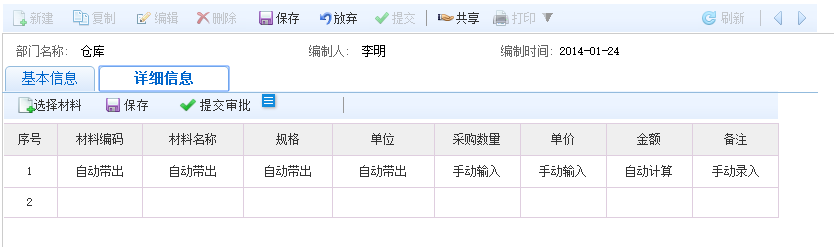 新建 复制 编辑 删除 保存 放弃 提交 共享 打印 刷新
部门名称: 仓库 编制人: 李明 编制时间: 2014-01-24
基本信息 详细信息
选择材料 保存 提交审批
序号 材料编码 材料名称 规格 单位 采购数量 单价 金额 备注
1 自动带出 自动带出 自动带出 自动带出 手动输入 手动输入 自动计算 手动录入
2